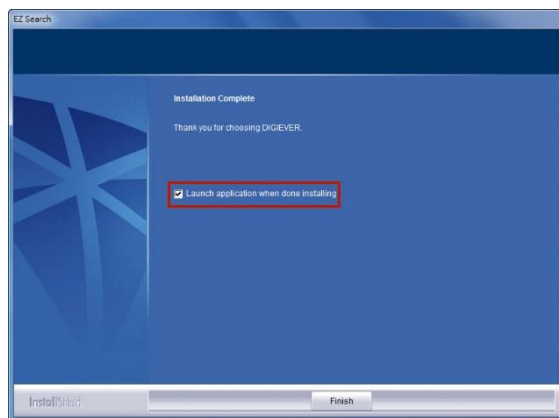 EZ Search
Installation Complete
Thank you for choosing DIGIEVER.
Launch application when done installing
InstallShield
Finish